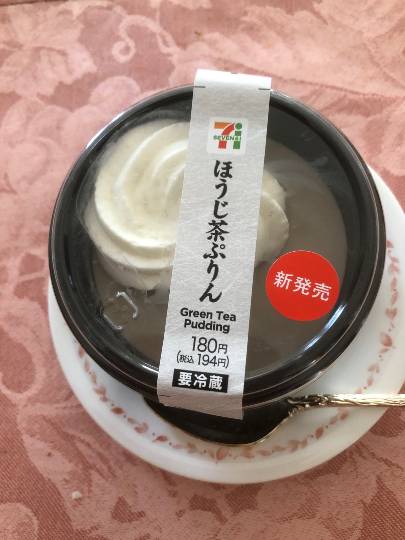 SEVEN&i
ほうじ茶ぷりん
Green Tea
Pudding
180円
(税込 194円)
要冷蔵
新発売